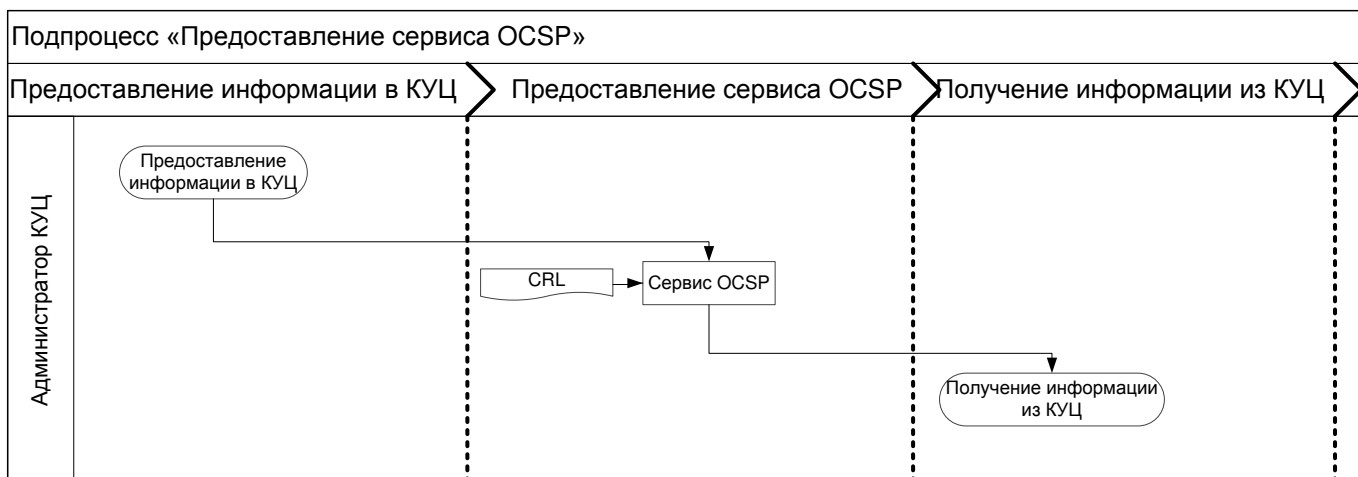 Подпроцесс «Предоставление сервиса OCSP»
Предоставление информации в КУЦ
Предоставление сервиса OCSP
Получение информации из КУЦ
Администратор КУЦ
Предоставление
информации в КУЦ
CRL
Сервис OCSP
Получение информации
из КУЦ